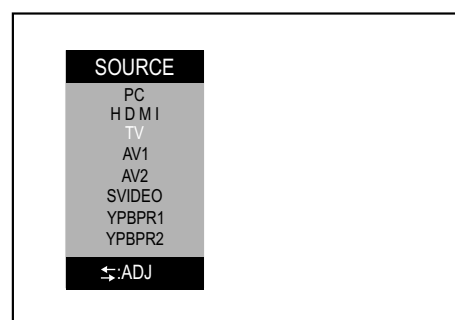 SOURCE
PC
H D M I
TV
AV1
AV2
SVIDEO
YPBPR1
YPBPR2
⇆:ADJ